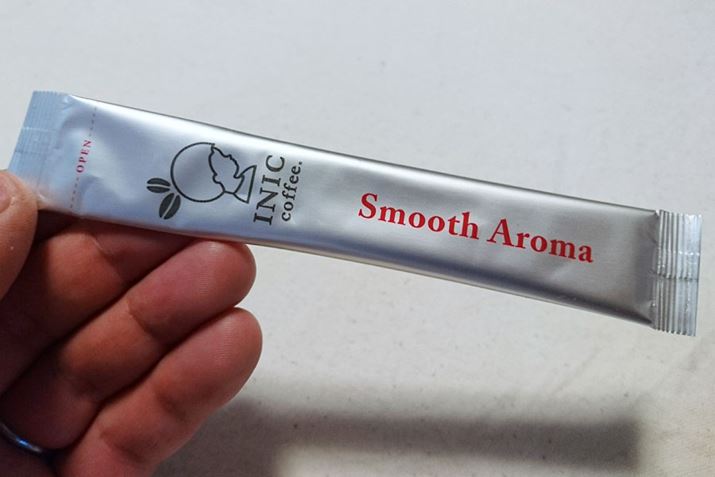 OPEN
INIC
coffee.
Smooth Aroma